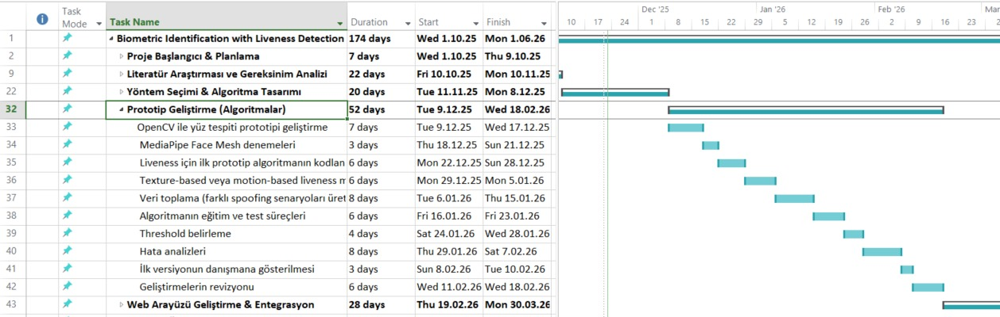 Task Mode Task Name Duration Start Finish
Dec '25 Jan '26 Feb '26 Mar
10 17 24 1 8 15 22 29 5 12 19 26 2 9 16 23
1 Biometric Identification with Liveness Detection 174 days Wed 1.10.25 Mon 1.06.26
2 Proje Başlangıcı & Planlama 7 days Wed 1.10.25 Thu 9.10.25
9 Literatür Araştırması ve Gereksinim Analizi 22 days Fri 10.10.25 Mon 10.11.25
22 Yöntem Seçimi & Algoritma Tasarımı 20 days Tue 11.11.25 Mon 8.12.25
32 Prototip Geliştirme (Algoritmalar) 52 days Tue 9.12.25 Wed 18.02.26
33 OpenCV ile yüz tespiti prototipi geliştirme 7 days Tue 9.12.25 Wed 17.12.25
34 MediaPipe Face Mesh denemeleri 3 days Thu 18.12.25 Sun 21.12.25
35 Liveness için ilk prototip algoritmanın kodlan 6 days Mon 22.12.25 Sun 28.12.25
36 Texture-based veya motion-based liveness m 6 days Mon 29.12.25 Mon 5.01.26
37 Veri toplama (farklı spoofing senaryoları üret 8 days Tue 6.01.26 Thu 15.01.26
38 Algoritmanın eğitim ve test süreçleri 6 days Fri 16.01.26 Fri 23.01.26
39 Threshold belirleme 4 days Sat 24.01.26 Wed 28.01.26
40 Hata analizleri 8 days Thu 29.01.26 Sat 7.02.26
41 İlk versiyonun danışmana gösterilmesi 3 days Sun 8.02.26 Tue 10.02.26
42 Geliştirmelerin revizyonu 6 days Wed 11.02.26 Wed 18.02.26
43 Web Arayüzü Geliştirme & Entegrasyon 28 days Thu 19.02.26 Mon 30.03.26